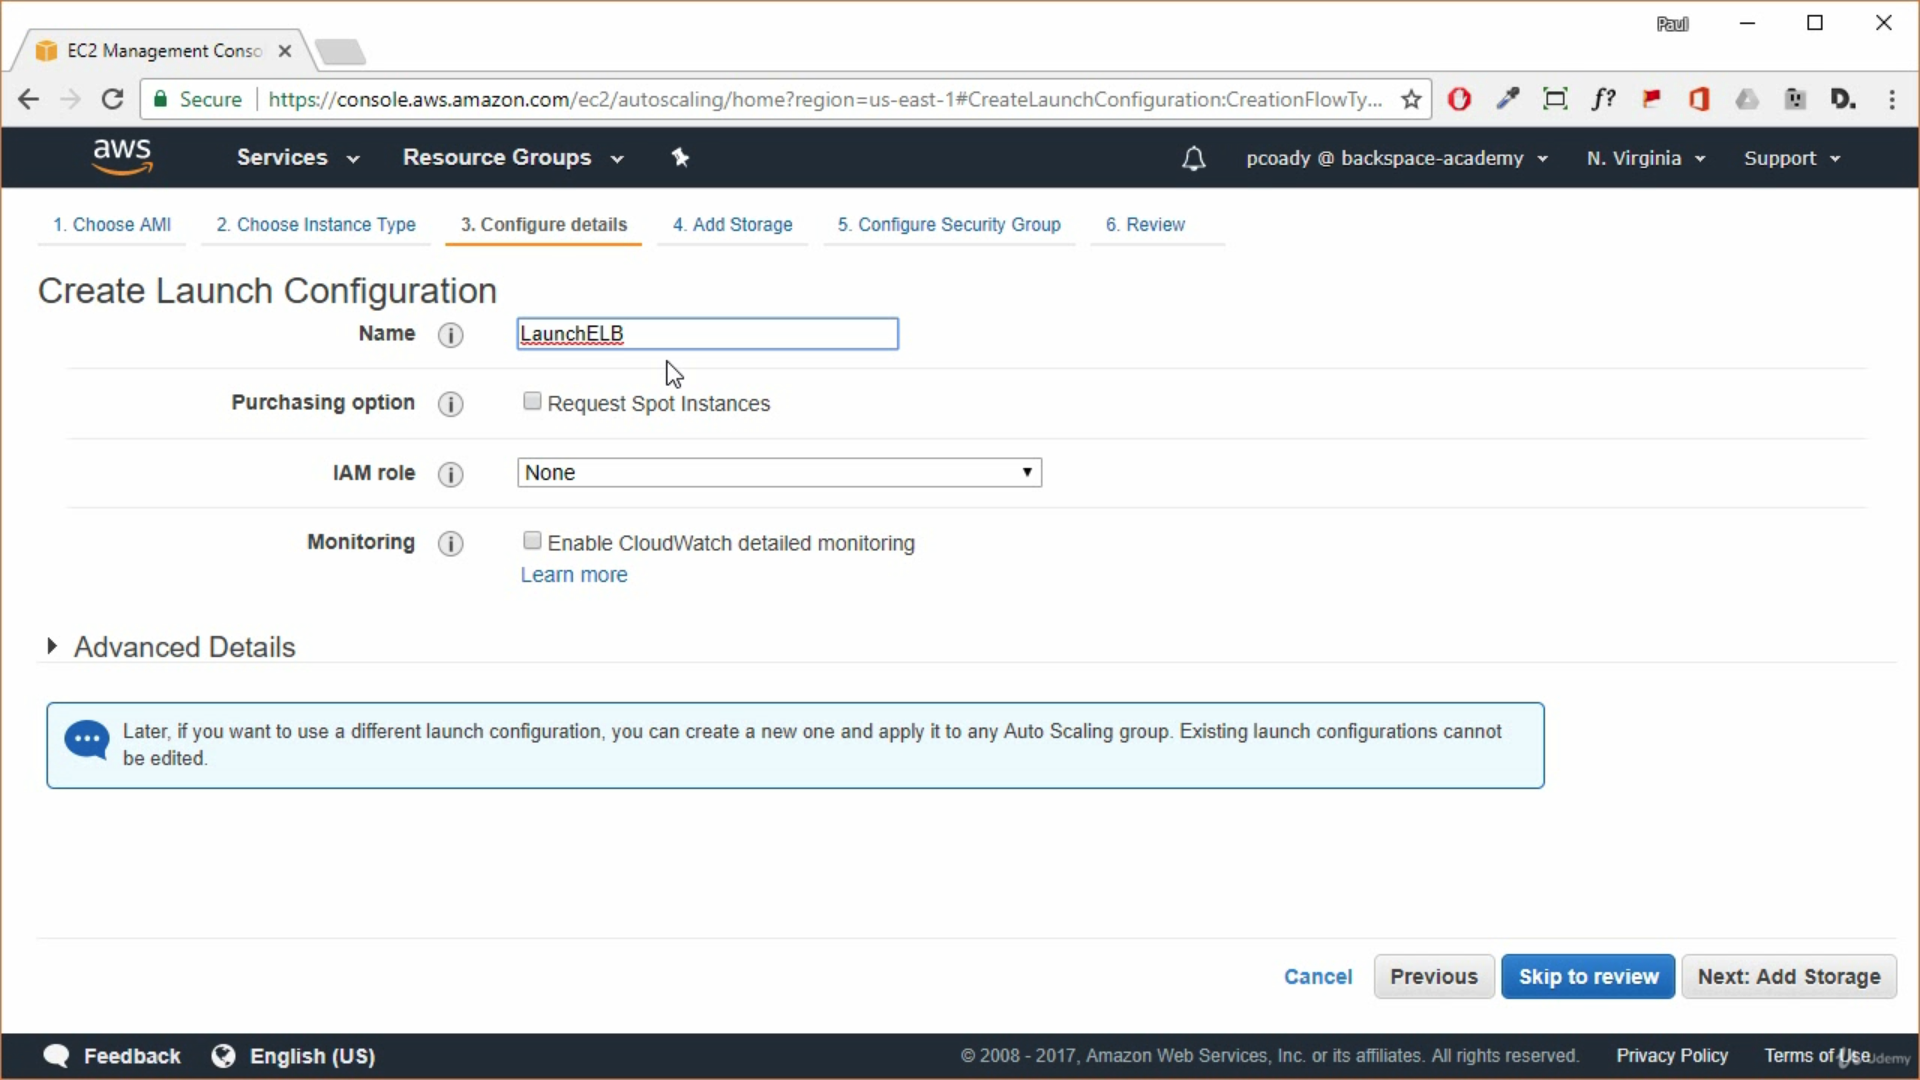 Paul
EC2 Management Conso
Secure
https://console.aws.amazon.com/ec2/autoscaling/home?region=us-east-1#CreateLaunchConfiguration:CreationFlowTy...
f?
D.
aws
Services
Resource Groups
pcoady @ backspace-academy
N. Virginia
Support
1. Choose AMI
2. Choose Instance Type
3. Configure details
4. Add Storage
5. Configure Security Group
6. Review
Create Launch Configuration
Name
i
LaunchELB
Purchasing option
i
Request Spot Instances
IAM role
i
None
Monitoring
i
Enable CloudWatch detailed monitoring
Learn more
Advanced Details
Later, if you want to use a different launch configuration, you can create a new one and apply it to any Auto Scaling group. Existing launch configurations cannot
be edited.
Cancel
Previous
Skip to review
Next: Add Storage
Feedback
English (US)
© 2008 - 2017, Amazon Web Services, Inc. or its affiliates. All rights reserved.
Privacy Policy
Terms of Use
Udemy